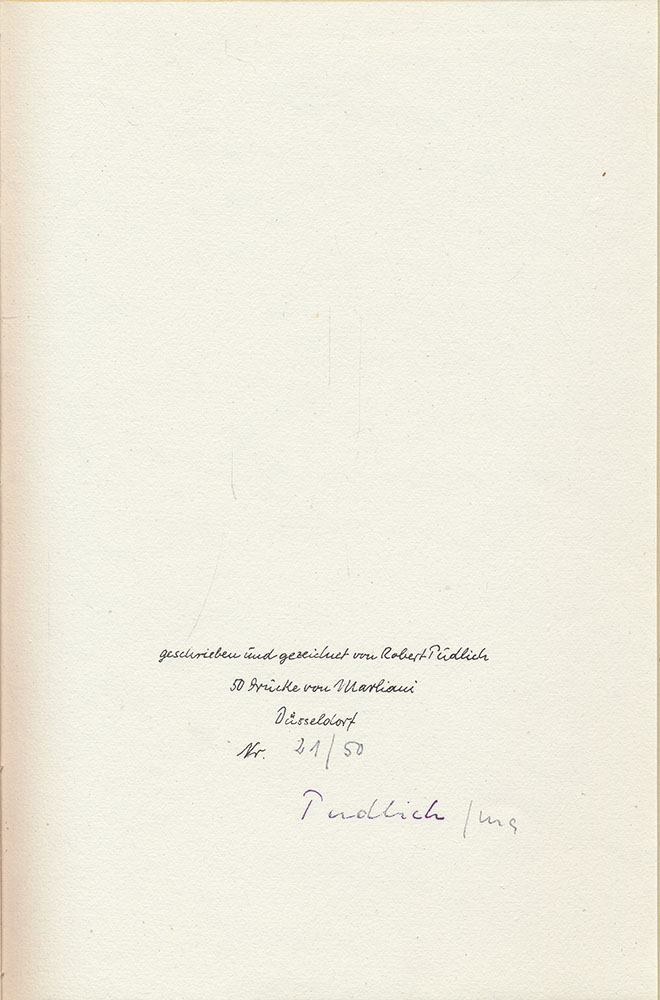 geschrieben und gezeichnet von Robert Pudlich
50 Drucke von Marliani
Düsseldorf
Nr. 21/50
Pudlich